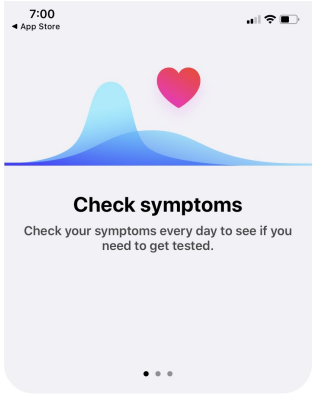 7:00
◀ App Store
Check symptoms
Check your symptoms every day to see if you
need to get tested.